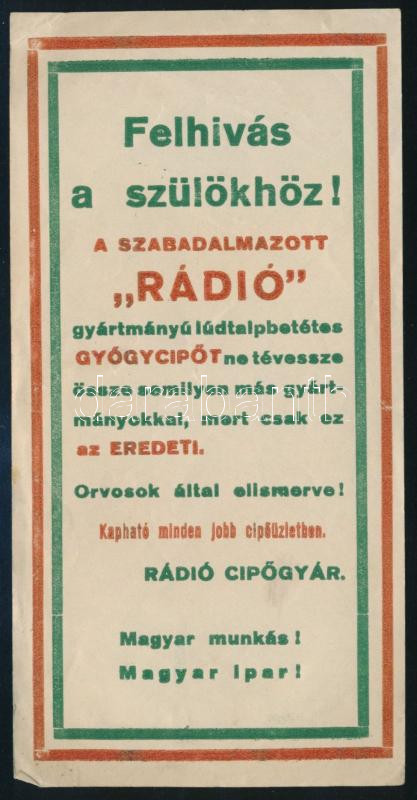 Felhivás
a szülökhöz!
A SZABADALMAZOTT
„RÁDIÓ”
gyártmányú lúdtalpbetétes
GYÓGYCIPŐT ne tévessze
össze semilyen más gyárt-
mányokkal, mert csak ez
az EREDETI.
Orvosok által elismerve!
Kapható minden jobb cipőüzletben.
RÁDIÓ CIPŐGYÁR.
Magyar munkás!
Magyar ipar!